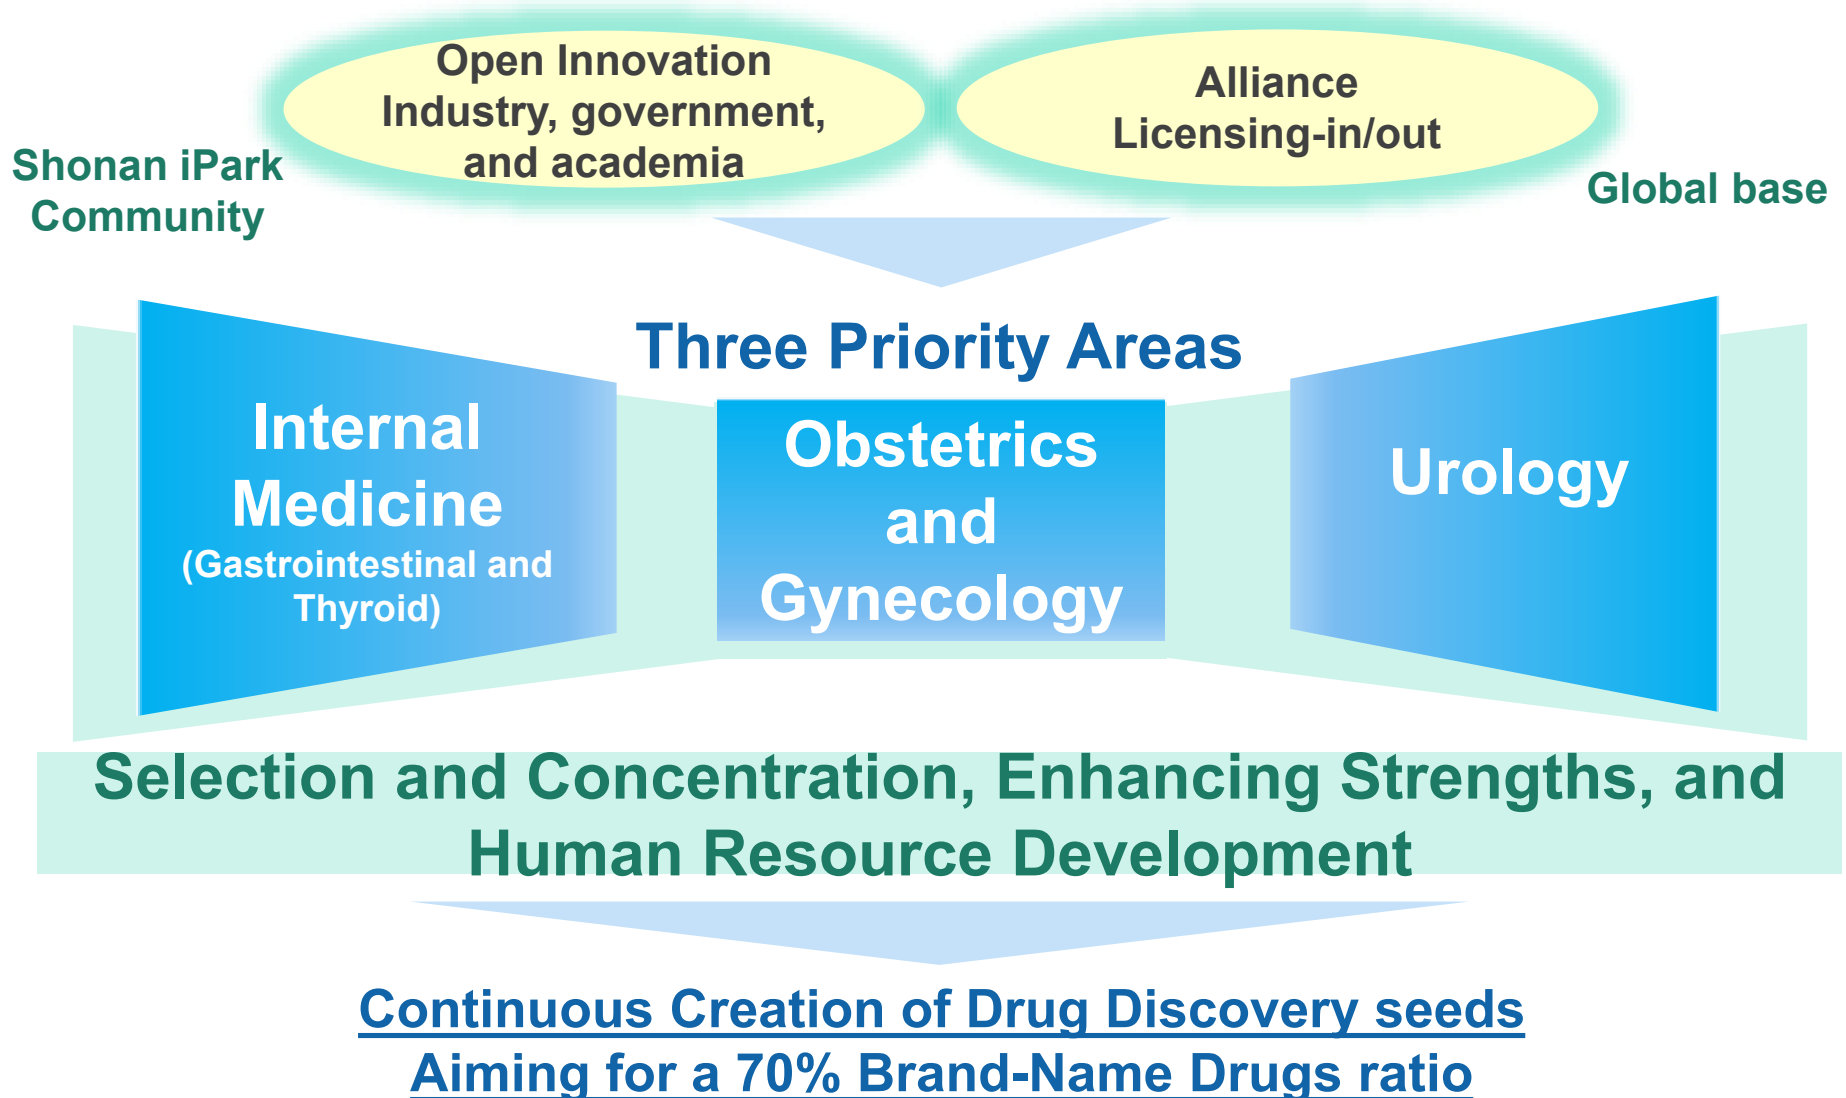 Open Innovation
Industry, government,
and academia
Alliance
Licensing-in/out
Shonan iPark
Community
Global base
Three Priority Areas
Internal
Medicine
(Gastrointestinal and
Thyroid)
Obstetrics
and
Gynecology
Urology
Selection and Concentration, Enhancing Strengths, and
Human Resource Development
Continuous Creation of Drug Discovery seeds
Aiming for a 70% Brand-Name Drugs ratio